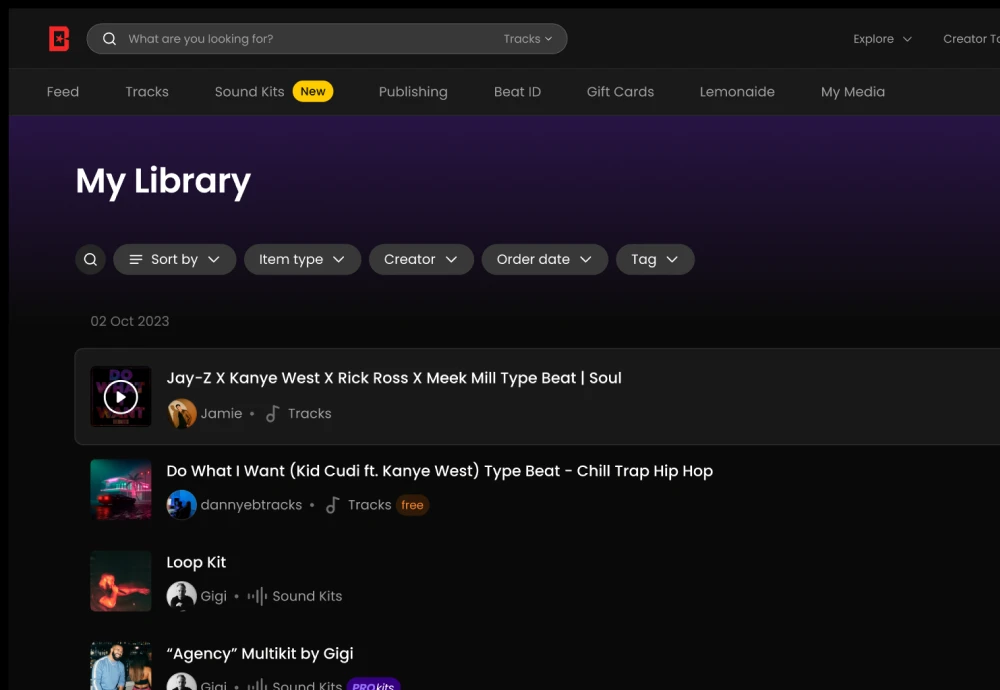 What are you looking for? Tracks Explore Creator To
Feed Tracks Sound Kits New Publishing Beat ID Gift Cards Lemonaide My Media
My Library
Sort by Item type Creator Order date Tag
02 Oct 2023
DO WHAT I WANT
Jay-Z X Kanye West X Rick Ross X Meek Mill Type Beat | Soul
Jamie • Tracks
Do What I Want (Kid Cudi ft. Kanye West) Type Beat - Chill Trap Hip Hop
dannyebtracks • Tracks free
Loop Kit
Gigi • Sound Kits
“Agency” Multikit by Gigi
Gigi • Sound Kits PROkits